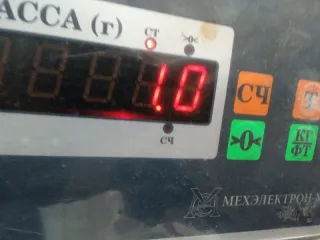 АССА (г)
СТ >0<
1.0
СЧ
СЧ Т
>0< КГ
ФТ
МЕХЭЛЕКТРОН-